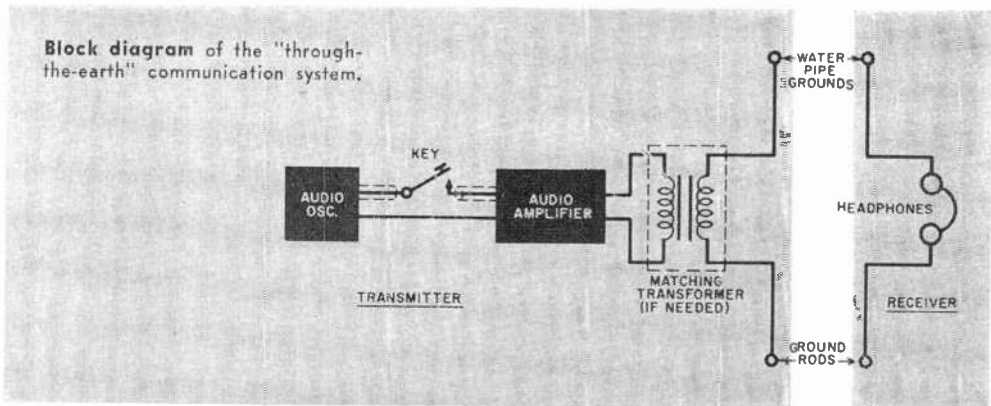 Block diagram of the "through-
the-earth" communication system.
WATER
PIPE
GROUNDS
KEY
AUDIO
OSC.
AUDIO
AMPLIFIER
HEADPHONES
MATCHING
TRANSFORMER
(IF NEEDED)
TRANSMITTER
RECEIVER
GROUND
RODS